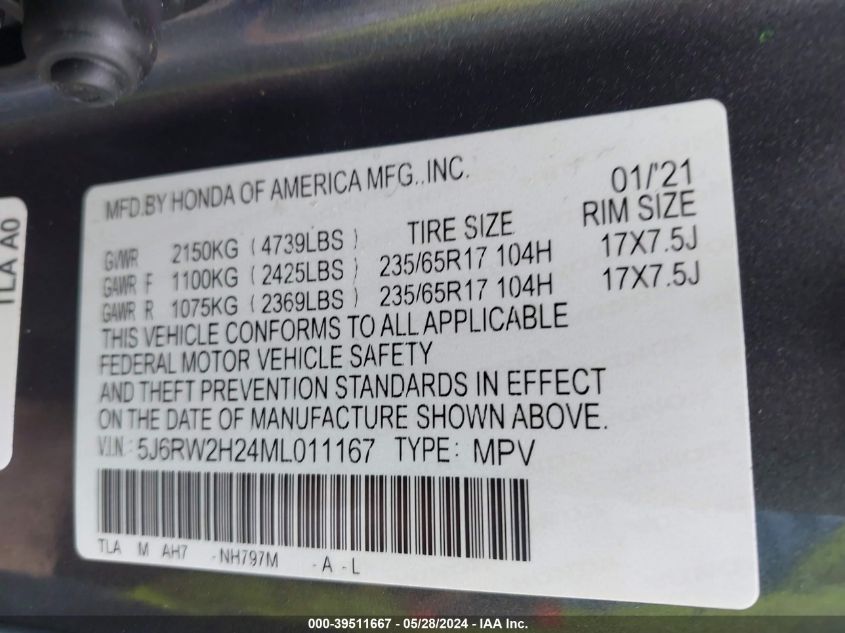 MFD.BY HONDA OF AMERICA MFG.,INC. 01/'21
TIRE SIZE RIM SIZE
GVWR 2150KG (4739LBS)
GAWR F 1100KG (2425LBS) 235/65R17 104H 17X7.5J
GAWR R 1075KG (2369LBS) 235/65R17 104H 17X7.5J
THIS VEHICLE CONFORMS TO ALL APPLICABLE
FEDERAL MOTOR VEHICLE SAFETY
AND THEFT PREVENTION STANDARDS IN EFFECT
ON THE DATE OF MANUFACTURE SHOWN ABOVE.
V.I.N.: 5J6RW2H24ML011167 TYPE: MPV
TLA M AH7 -NH797M -A -L
TLA A0
000-39511667 - 05/28/2024 - IAA Inc.